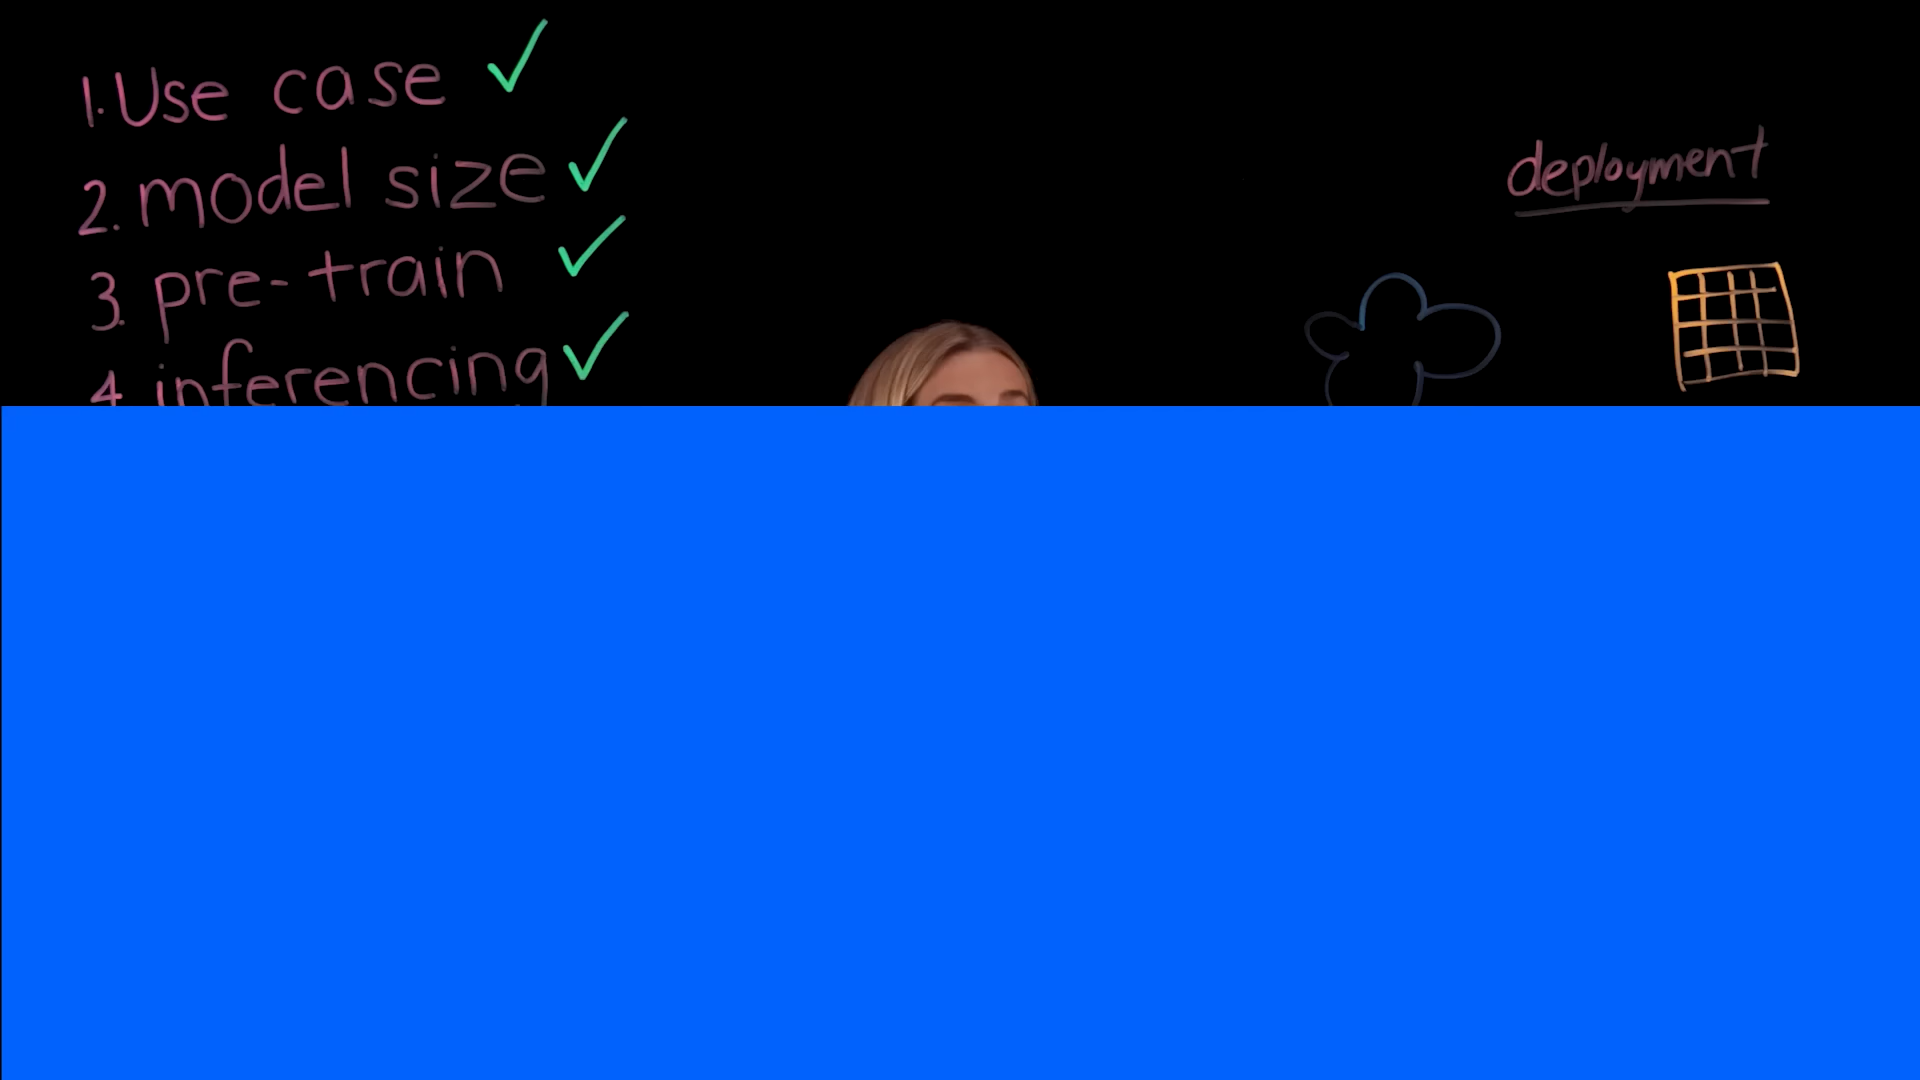 1. Use case
2. model size
3. pre-train
4. inferencing
deployment